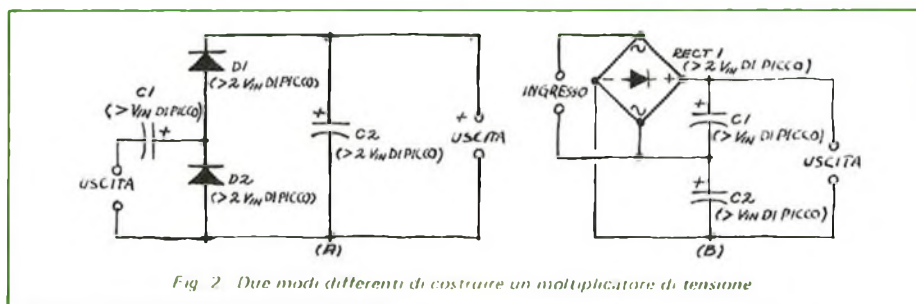 D1
(>2 VIN DI PICCO)
C1
(>VIN DI PICCO)
+
USCITA
D2
(>2 VIN DI PICCO)
+
C2
(>2 VIN DI PICCO)
+
USCITA
(A)
INGRESSO
~
~
-
+
RECT 1
(>2 VIN DI PICCO)
+
C1
(>VIN DI PICCO)
+
C2
(>VIN DI PICCO)
USCITA
(B)
Fig. 2 Due modi differenti di costruire un moltiplicatore di tensione